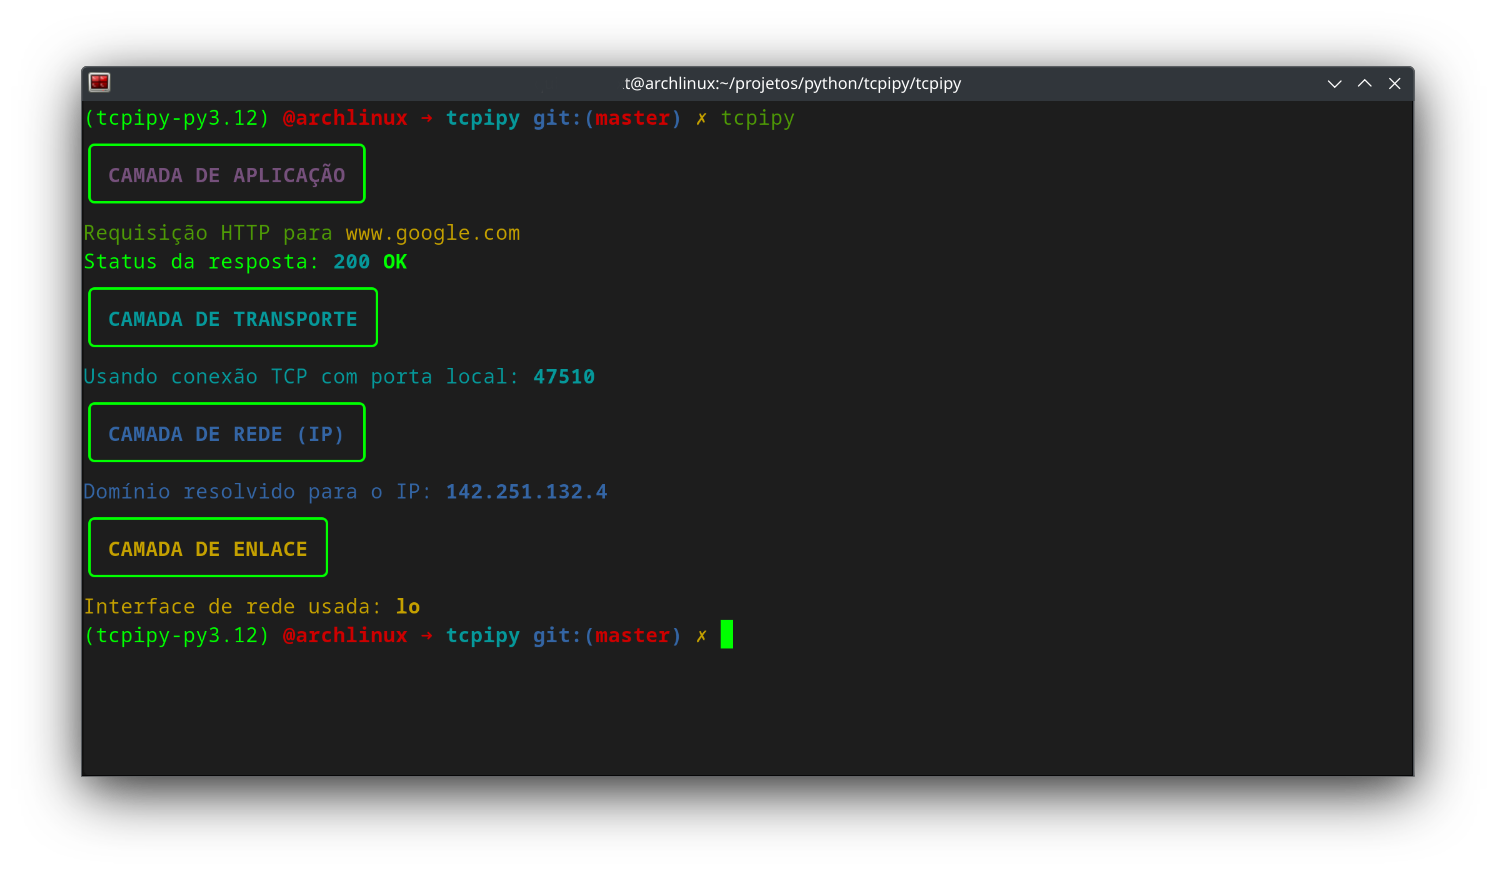 t@archlinux:~/projetos/python/tcpipy/tcpipy
(tcpipy-py3.12) @archlinux → tcpipy git:(master) ✗ tcpipy
CAMADA DE APLICAÇÃO
Requisição HTTP para www.google.com
Status da resposta: 200 OK
CAMADA DE TRANSPORTE
Usando conexão TCP com porta local: 47510
CAMADA DE REDE (IP)
Domínio resolvido para o IP: 142.251.132.4
CAMADA DE ENLACE
Interface de rede usada: lo
(tcpipy-py3.12) @archlinux → tcpipy git:(master) ✗